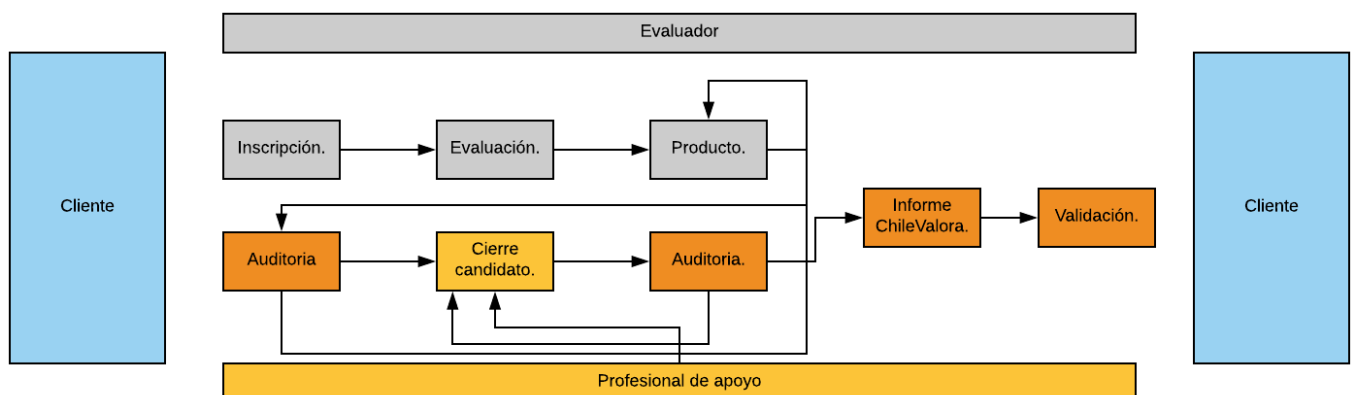 Evaluador
Cliente
Inscripción.
Evaluación.
Producto.
Informe
ChileValora.
Validación.
Cliente
Auditoria
Cierre
candidato.
Auditoria.
Profesional de apoyo